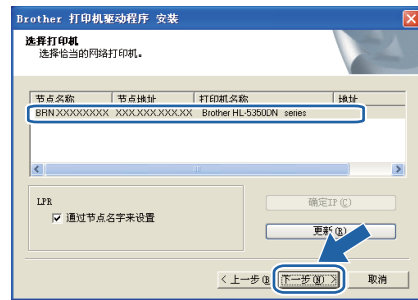 Brother 打印机驱动程序 安装
选择打印机
选择恰当的网络打印机。
节点名称 节点地址 打印机名称 地址
BRNXXXXXXXX XXX.XXX.XXX.XX Brother HL-5350DN series
LPR
确定IP(C)
通过节点名字来设置
更新(R)
<上一步(B 下一步(N)> 取消